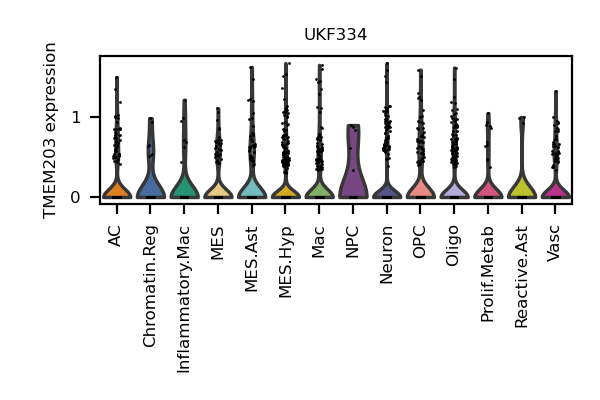 UKF334
TMEM203 expression
1
0
AC
Chromatin.Reg
Inflammatory.Mac
MES
MES.Ast
MES.Hyp
Mac
NPC
Neuron
OPC
Oligo
Prolif.Metab
Reactive.Ast
Vasc